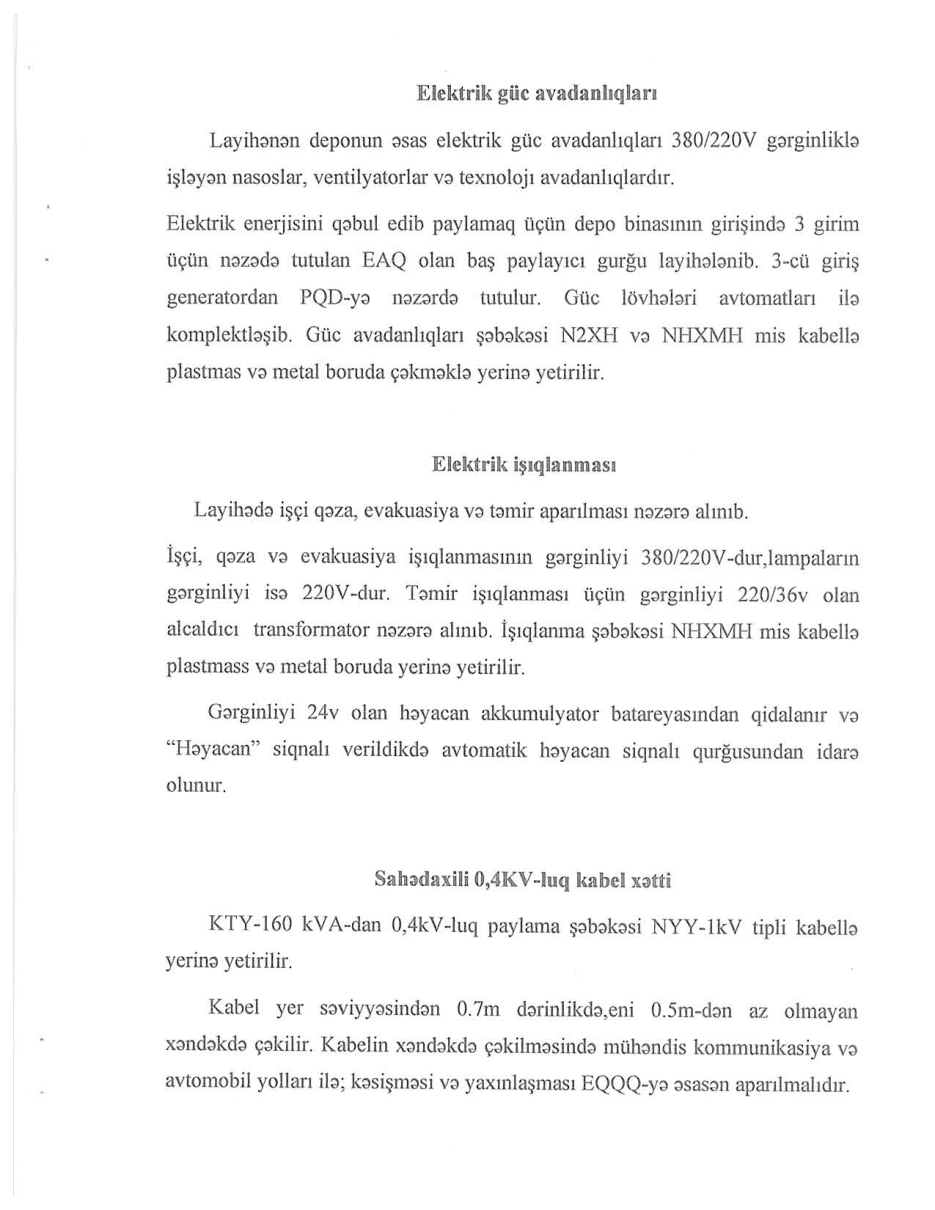 Elektrik güc avadanlıqları
Layihənən deponun əsas elektrik güc avadanlıqları 380/220V gərginliklə
işləyən nasoslar, ventilyatorlar və texnoloji avadanlıqlardır.
Elektrik enerjisini qəbul edib paylamaq üçün depo binasının girişində 3 girim
üçün nəzədə tutulan EAQ olan baş paylayıcı gurğu layihələnib. 3-cü giriş
generatordan PQD-yə nəzərdə tutulur. Güc lövhələri avtomatları ilə
komplektləşib. Güc avadanlıqları şəbəkəsi N2XH və NHXMH mis kabellə
plastmas və metal boruda çəkməklə yerinə yetirilir.
Elektrik işıqlanması
Layihədə işçi qəza, evakuasiya və təmir aparılması nəzərə alınıb.
İşçi, qəza və evakuasiya işıqlanmasının gərginliyi 380/220V-dur,lampaların
gərginliyi isə 220V-dur. Təmir işıqlanması üçün gərginliyi 220/36v olan
alcaldıcı transformator nəzərə alınıb. İşıqlanma şəbəkəsi NHXMH mis kabellə
plastmass və metal boruda yerinə yetirilir.
Gərginliyi 24v olan həyacan akkumulyator batareyasından qidalanır və
“Həyacan” siqnalı verildikdə avtomatik həyacan siqnalı qurğusundan idarə
olunur.
Sahədaxili 0,4KV-luq kabel xətti
KTY-160 kVA-dan 0,4kV-luq paylama şəbəkəsi NYY-1kV tipli kabellə
yerinə yetirilir.
Kabel yer səviyyəsindən 0.7m dərinlikdə,eni 0.5m-dən az olmayan
xəndəkdə çəkilir. Kabelin xəndəkdə çəkilməsində mühəndis kommunikasiya və
avtomobil yolları ilə; kəsişməsi və yaxınlaşması EQQQ-yə əsasən aparılmalıdır.